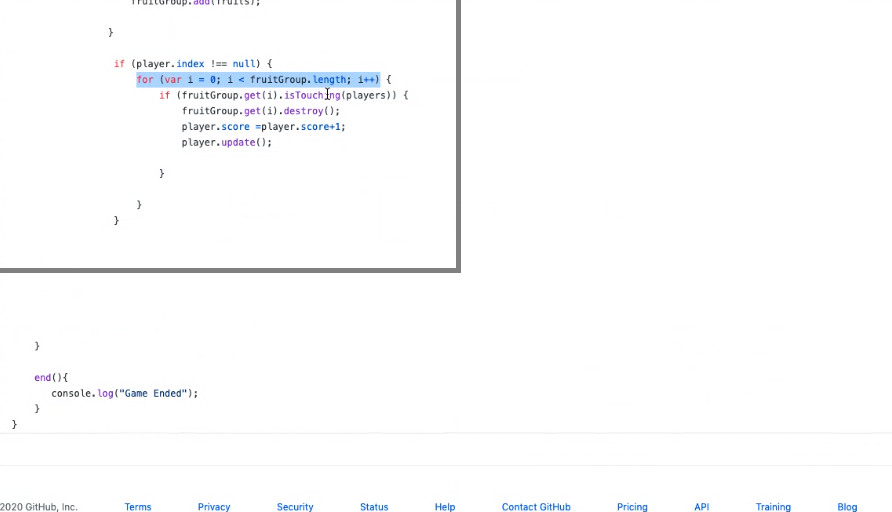 fruitGroup.add(fruits);
}
if (player.index !== null) {
for (var i = 0; i < fruitGroup.length; i++) {
if (fruitGroup.get(i).isTouching(players)) {
fruitGroup.get(i).destroy();
player.score =player.score+1;
player.update();
}
}
}
}
end(){
console.log("Game Ended");
}
}
2020 GitHub, Inc. Terms Privacy Security Status Help Contact GitHub Pricing API Training Blog